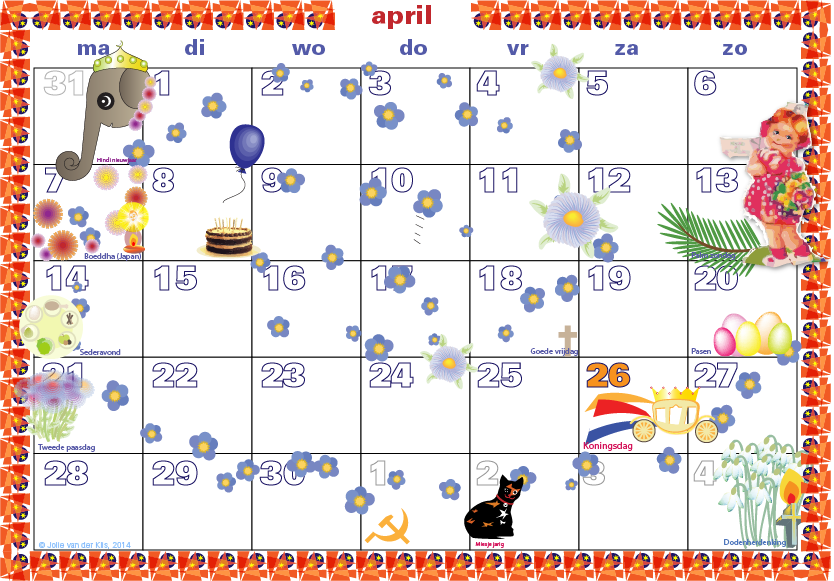 april
ma di wo do vr za zo
31 1 2 3 4 5 6
Hindi nieuwjaar
7 8 9 10 11 12 13
Boeddha (Japan)
Palmzondag
14 15 16 17 18 19 20
Sederavond
Goede vrijdag
Pasen
21 22 23 24 25 26 27
Tweede paasdag
Koningsdag
28 29 30 1 2 3 4
© Jolie van der Klis, 2014
Missje jarig
Dodenherdenking